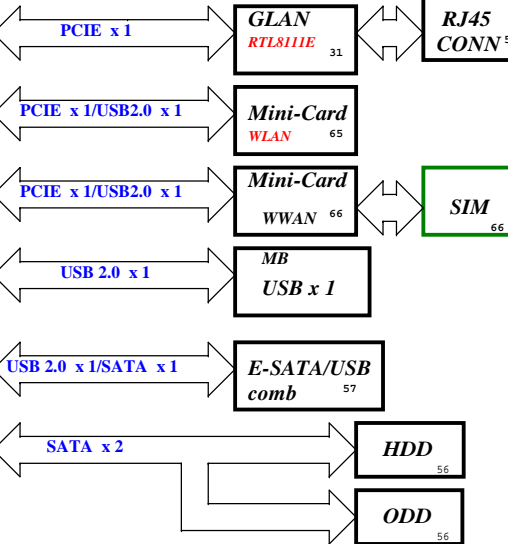 PCIE x 1
GLAN
RTL8111E
31
RJ45
CONN 5
PCIE x 1/USB2.0 x 1
Mini-Card
WLAN 65
PCIE x 1/USB2.0 x 1
Mini-Card
WWAN 66
SIM
66
USB 2.0 x 1
MB
USB x 1
USB 2.0 x 1/SATA x 1
E-SATA/USB
comb 57
SATA x 2
HDD
56
ODD
56